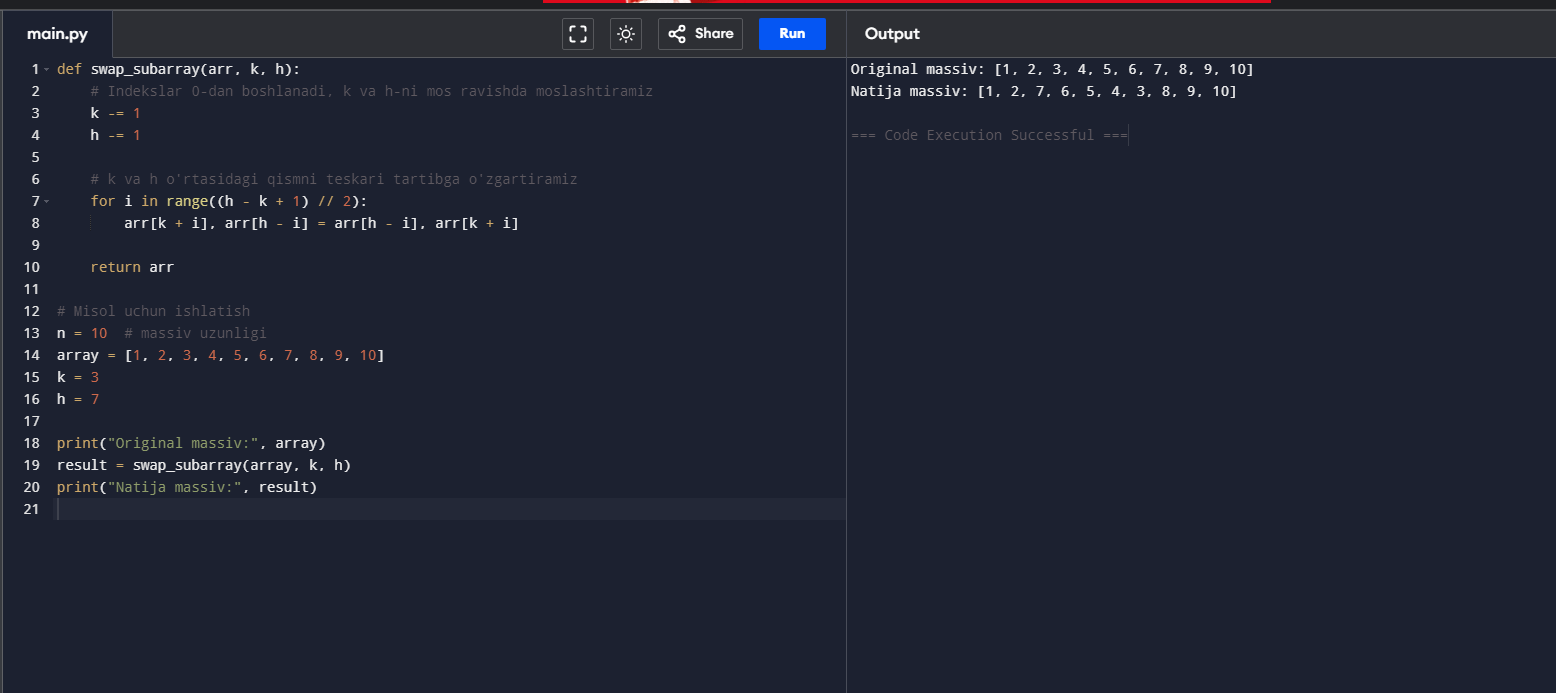 main.py
Share
Run
Output
1 def swap_subarray(arr, k, h):
2     # Indekslar 0-dan boshlanadi, k va h-ni mos ravishda moslashtiramiz
3     k -= 1
4     h -= 1
5
6     # k va h o'rtasidagi qismni teskari tartibga o'zgartiramiz
7     for i in range((h - k + 1) // 2):
8         arr[k + i], arr[h - i] = arr[h - i], arr[k + i]
9
10     return arr
11
12 # Misol uchun ishlatish
13 n = 10  # massiv uzunligi
14 array = [1, 2, 3, 4, 5, 6, 7, 8, 9, 10]
15 k = 3
16 h = 7
17
18 print("Original massiv:", array)
19 result = swap_subarray(array, k, h)
20 print("Natija massiv:", result)
21
Original massiv: [1, 2, 3, 4, 5, 6, 7, 8, 9, 10]
Natija massiv: [1, 2, 7, 6, 5, 4, 3, 8, 9, 10]
=== Code Execution Successful ===